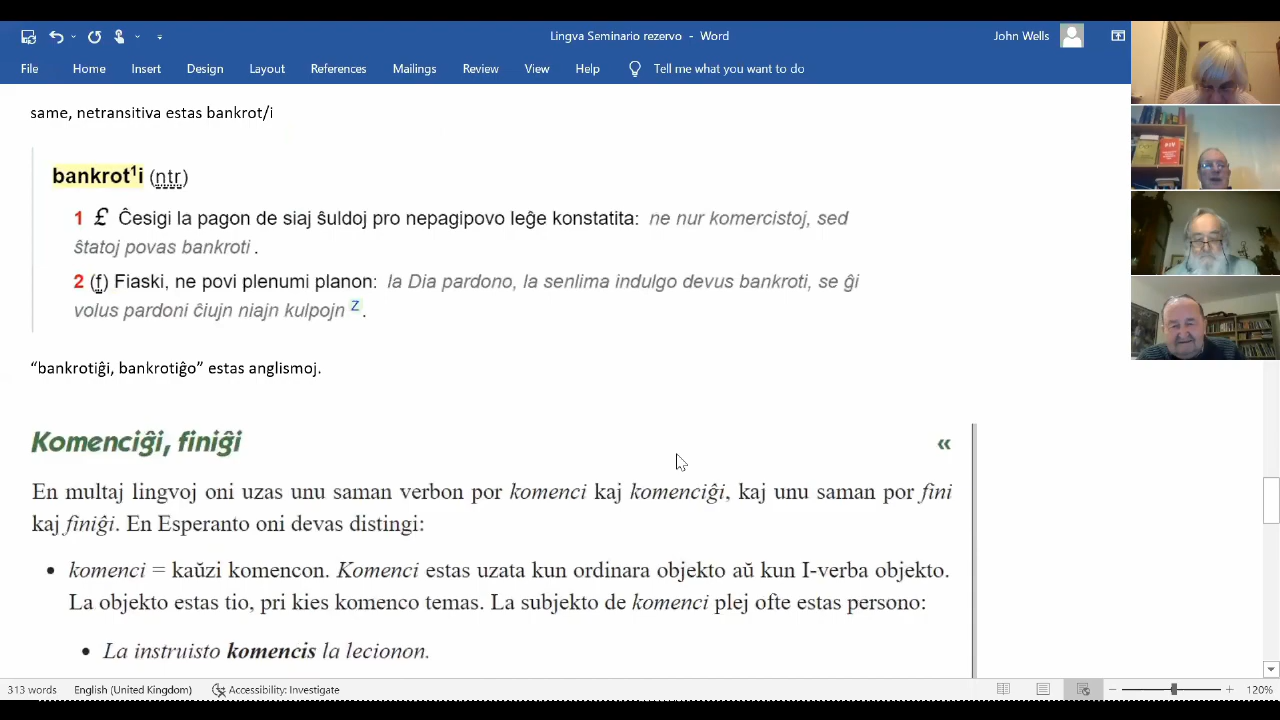 Lingva Seminario rezervo - Word
John Wells
File Home Insert Design Layout References Mailings Review View Help Tell me what you want to do
same, netransitiva estas bankrot/i
bankrot¹i (ntr)
1 £ Ĉesigi la pagon de siaj ŝuldoj pro nepagipovo leĝe konstatita: ne nur komercistoj, sed
ŝtatoj povas bankroti .
2 (f) Fiaski, ne povi plenumi planon: la Dia pardono, la senlima indulgo devus bankroti, se ĝi
volus pardoni ĉiujn niajn kulpojn Z .
“bankrotiĝi, bankrotiĝo” estas anglismoj.
Komenciĝi, finiĝi «
En multaj lingvoj oni uzas unu saman verbon por komenci kaj komenciĝi, kaj unu saman por fini
kaj finiĝi. En Esperanto oni devas distingi:
• komenci = kaŭzi komencon. Komenci estas uzata kun ordinara objekto aŭ kun I-verba objekto.
La objekto estas tio, pri kies komenco temas. La subjekto de komenci plej ofte estas persono:
• La instruisto komencis la lecionon.
313 words English (United Kingdom) Accessibility: Investigate 120%